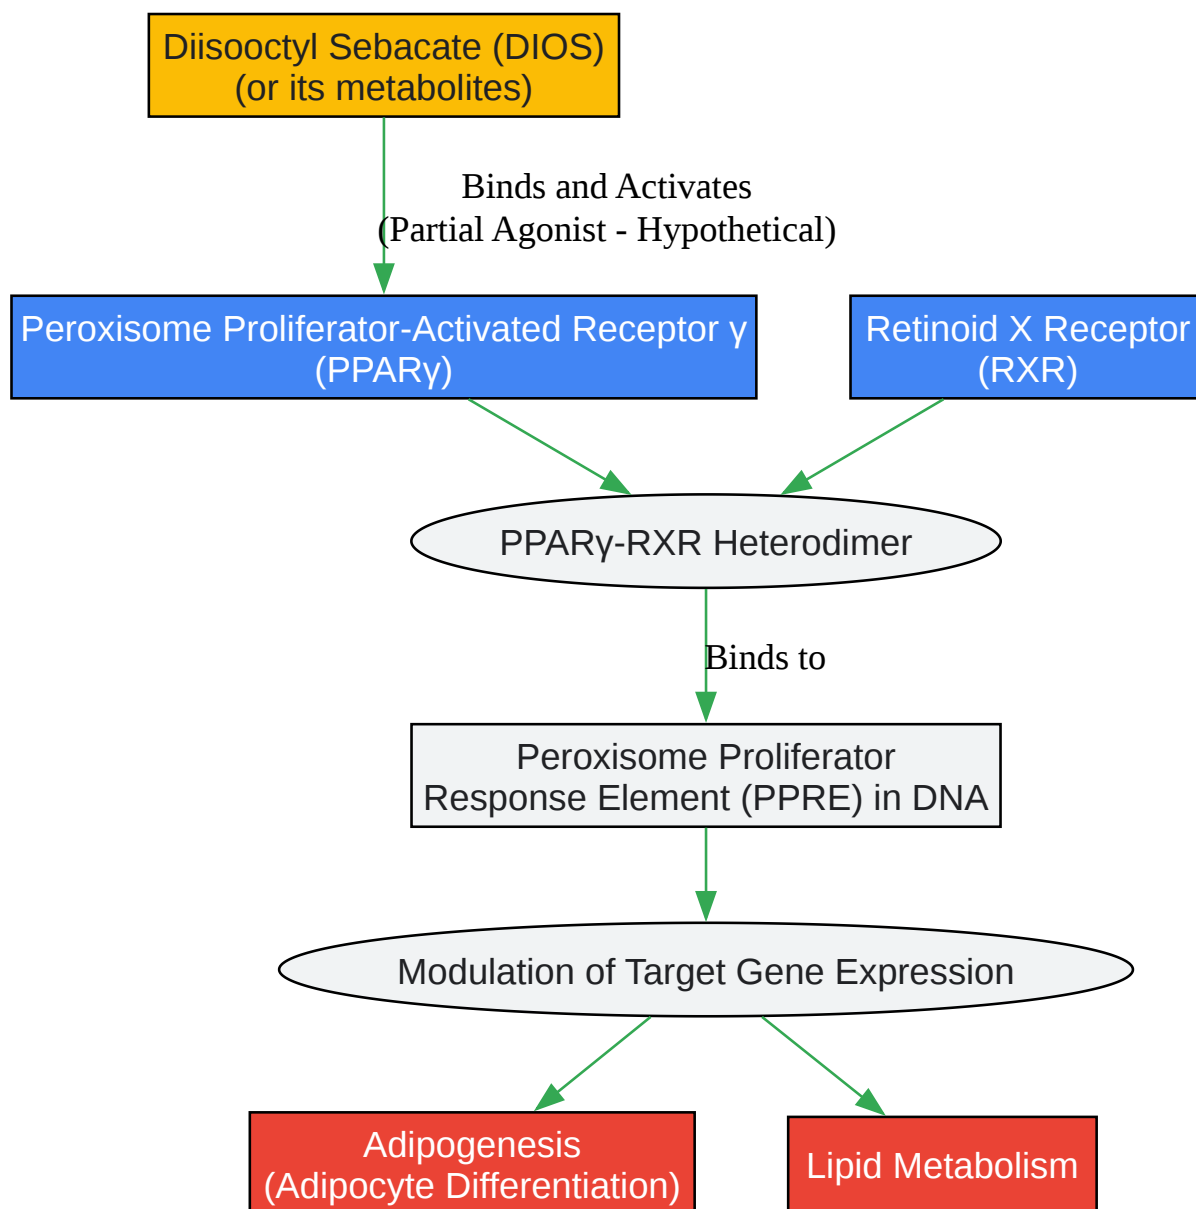 Diisooctyl Sebacate (DIOS)
(or its metabolites)
Binds and Activates
(Partial Agonist - Hypothetical)
Peroxisome Proliferator-Activated Receptor γ
(PPARγ)
Retinoid X Receptor
(RXR)
PPARγ-RXR Heterodimer
Binds to
Peroxisome Proliferator
Response Element (PPRE) in DNA
Modulation of Target Gene Expression
Adipogenesis
(Adipocyte Differentiation)
Lipid Metabolism